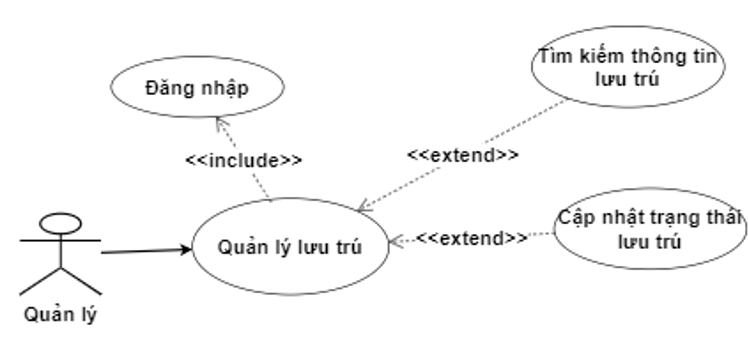 Tìm kiếm thông tin
lưu trú
Đăng nhập
<<extend>>
<<include>>
Cập nhật trạng thái
lưu trú
<<extend>>
Quản lý lưu trú
Quản lý